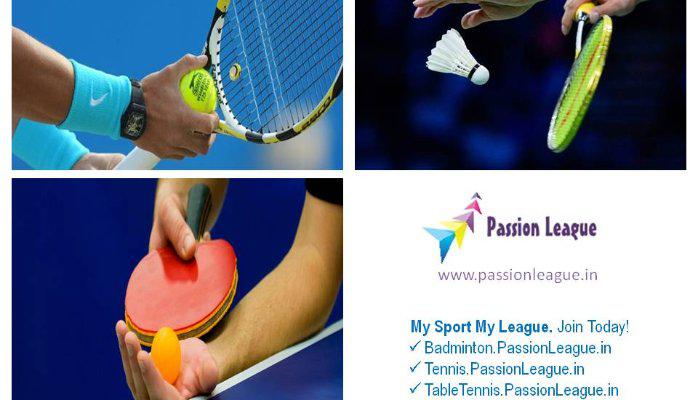 Passion League
www.passionleague.in
My Sport My League. Join Today!
✓ Badminton.PassionLeague.in
✓ Tennis.PassionLeague.in
✓ TableTennis.PassionLeague.in